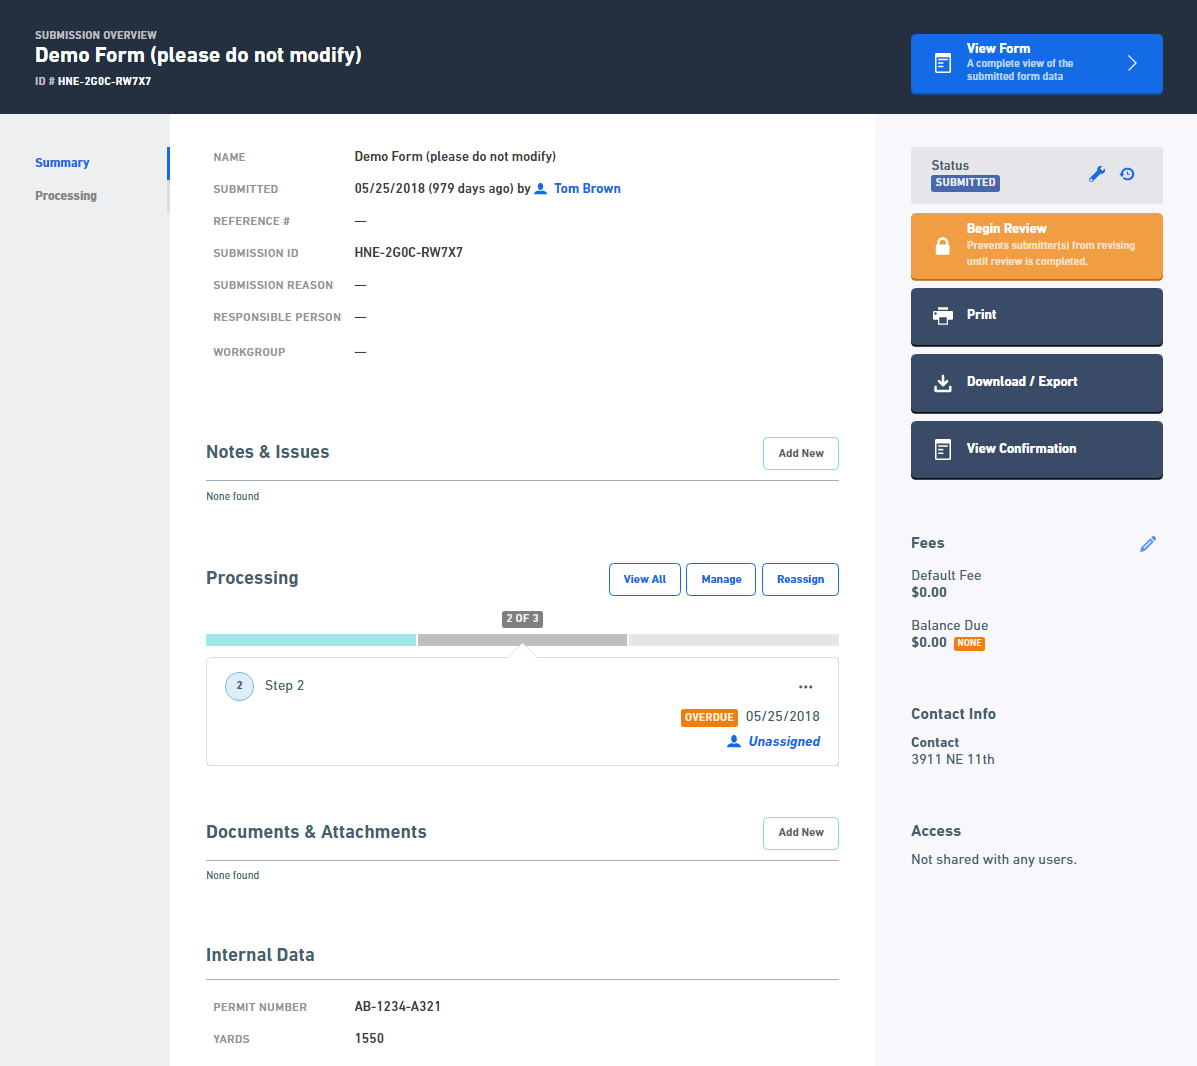 SUBMISSION OVERVIEW
Demo Form (please do not modify)
ID # HNE-2G0C-RW7X7
View Form
A complete view of the
submitted form data
Summary
Processing
NAME Demo Form (please do not modify)
SUBMITTED 05/25/2018 (979 days ago) by Tom Brown
REFERENCE # —
SUBMISSION ID HNE-2G0C-RW7X7
SUBMISSION REASON —
RESPONSIBLE PERSON —
WORKGROUP —
Notes & Issues
Add New
None found
Processing
View All
Manage
Reassign
2 OF 3
2 Step 2
OVERDUE 05/25/2018
Unassigned
Documents & Attachments
Add New
None found
Internal Data
PERMIT NUMBER AB-1234-A321
YARDS 1550
Status
SUBMITTED
Begin Review
Prevents submitter(s) from revising
until review is completed.
Print
Download / Export
View Confirmation
Fees
Default Fee
$0.00
Balance Due
$0.00 NONE
Contact Info
Contact
3911 NE 11th
Access
Not shared with any users.